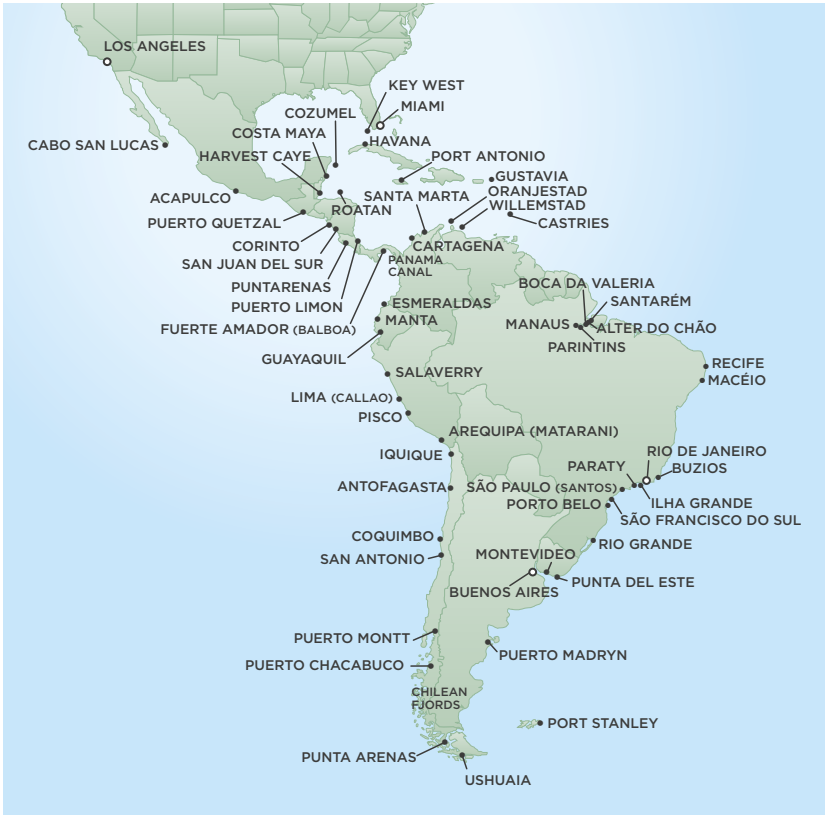 LOS ANGELES
KEY WEST
MIAMI
COZUMEL
COSTA MAYA
HAVANA
CABO SAN LUCAS
HARVEST CAYE
PORT ANTONIO
GUSTAVIA
ORANJESTAD
ACAPULCO
SANTA MARTA
WILLEMSTAD
ROATAN
PUERTO QUETZAL
CASTRIES
CORINTO
CARTAGENA
PANAMA
CANAL
SAN JUAN DEL SUR
PUNTARENAS
BOCA DA VALERIA
SANTARÉM
PUERTO LIMON
ESMERALDAS
MANTA
MANAUS
ALTER DO CHÃO
FUERTE AMADOR (BALBOA)
PARINTINS
GUAYAQUIL
RECIFE
SALAVERRY
MACÉIO
LIMA (CALLAO)
PISCO
AREQUIPA (MATARANI)
IQUIQUE
RIO DE JANEIRO
PARATY
BUZIOS
ANTOFAGASTA
SÃO PAULO (SANTOS)
PORTO BELO
ILHA GRANDE
SÃO FRANCISCO DO SUL
COQUIMBO
RIO GRANDE
SAN ANTONIO
MONTEVIDEO
PUNTA DEL ESTE
BUENOS AIRES
PUERTO MONTT
PUERTO MADRYN
PUERTO CHACABUCO
CHILEAN
FJORDS
PORT STANLEY
PUNTA ARENAS
USHUAIA